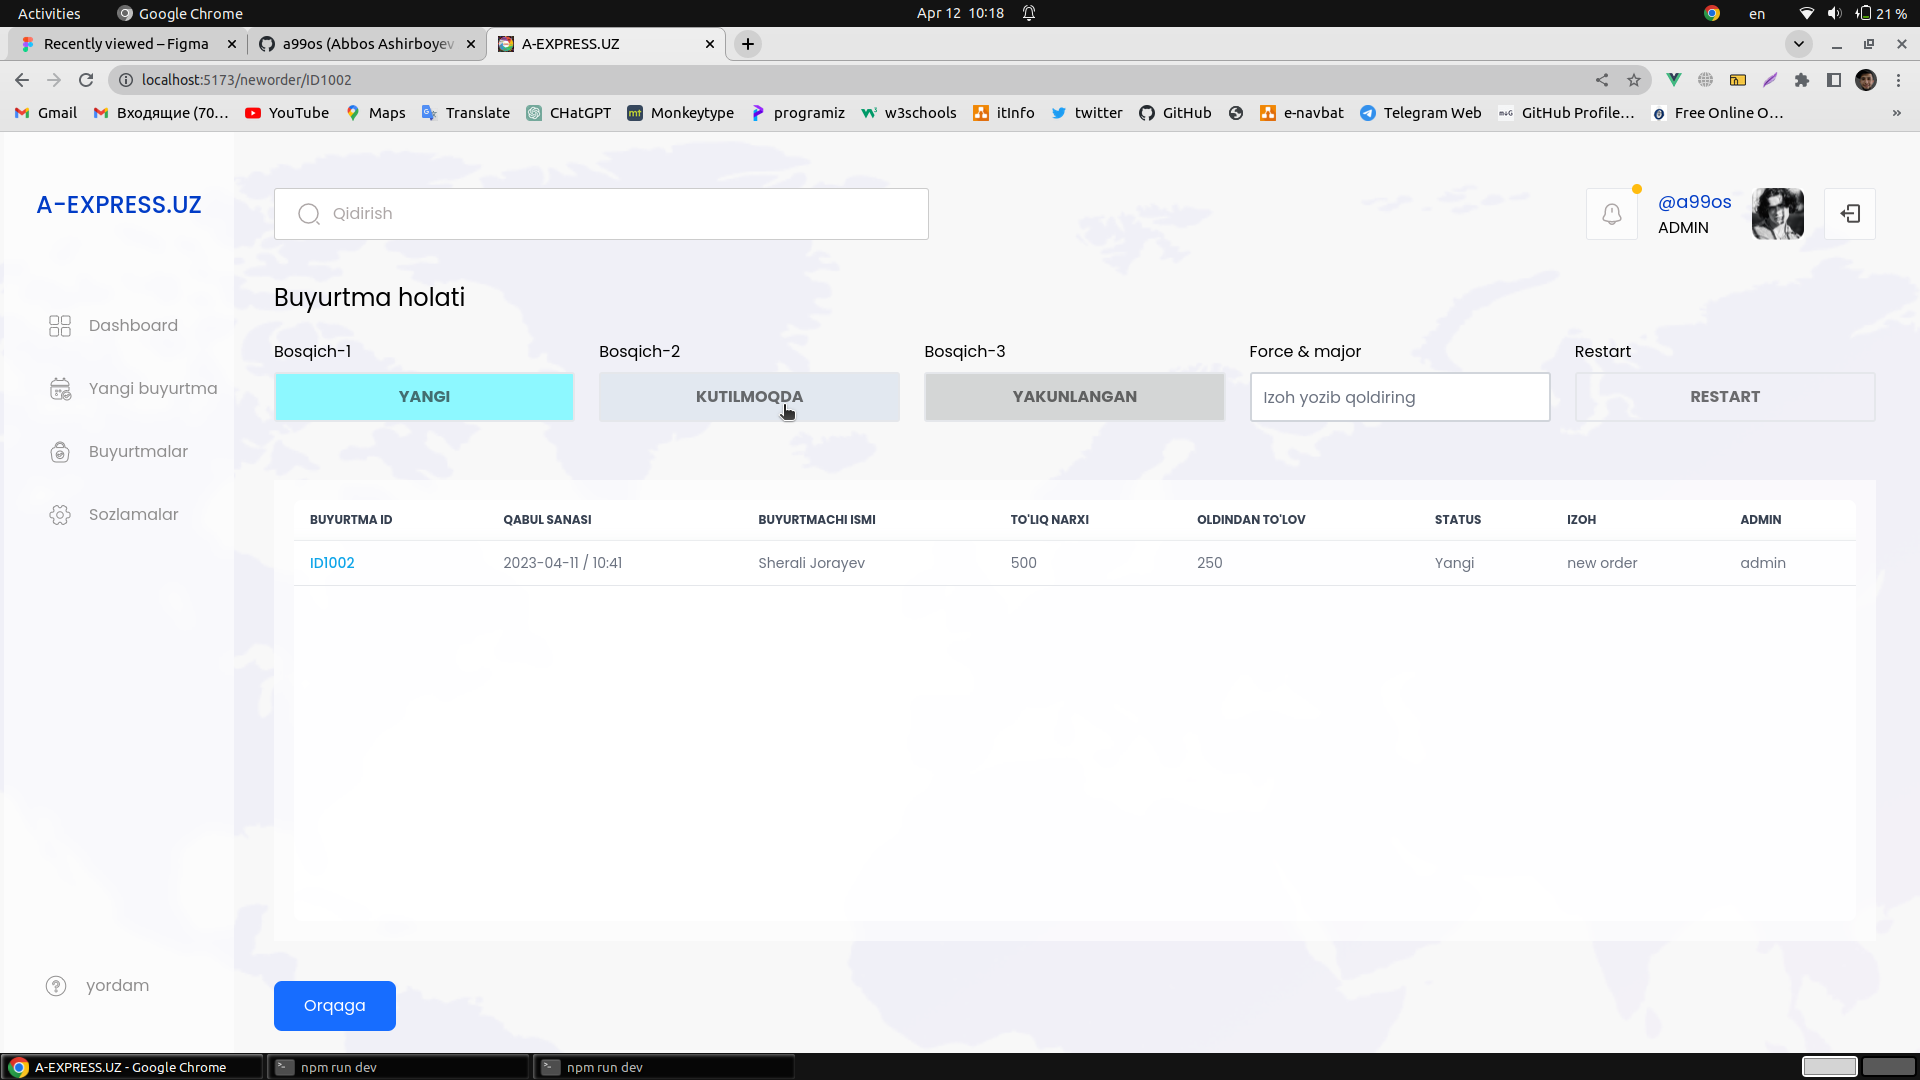 Activities Google Chrome Apr 12 10:18 en 21 %
Recently viewed – Figma a99os (Abbos Ashirboyev A-EXPRESS.UZ
localhost:5173/neworder/ID1002
Gmail Входящие (70… YouTube Maps Translate CHatGPT mt Monkeytype programiz w3schools itInfo twitter GitHub e-navbat Telegram Web GitHub Profile… Free Online O… »
A-EXPRESS.UZ
Qidirish
@a99os
ADMIN
Dashboard
Yangi buyurtma
Buyurtmalar
Sozlamalar
yordam
Buyurtma holati
Bosqich-1 Bosqich-2 Bosqich-3 Force & major Restart
YANGI KUTILMOQDA YAKUNLANGAN Izoh yozib qoldiring RESTART
BUYURTMA ID QABUL SANASI BUYURTMACHI ISMI TO'LIQ NARXI OLDINDAN TO'LOV STATUS IZOH ADMIN
ID1002 2023-04-11 / 10:41 Sherali Jorayev 500 250 Yangi new order admin
Orqaga
A-EXPRESS.UZ - Google Chrome npm run dev npm run dev